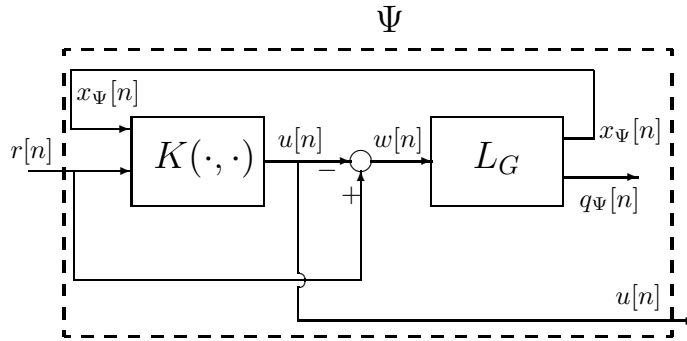 Ψ
x_Ψ[n]
r[n]
K(·,·)
u[n]
−
+
w[n]
L_G
x_Ψ[n]
q_Ψ[n]
u[n]